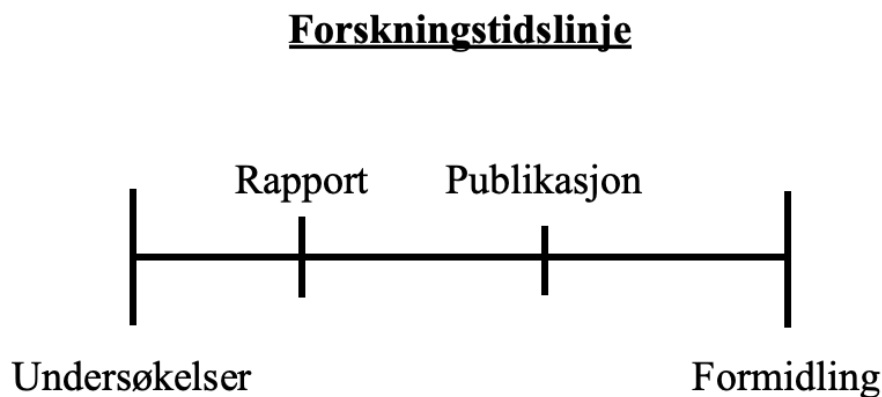 Forskningstidslinje
Rapport Publikasjon
Undersøkelser Formidling